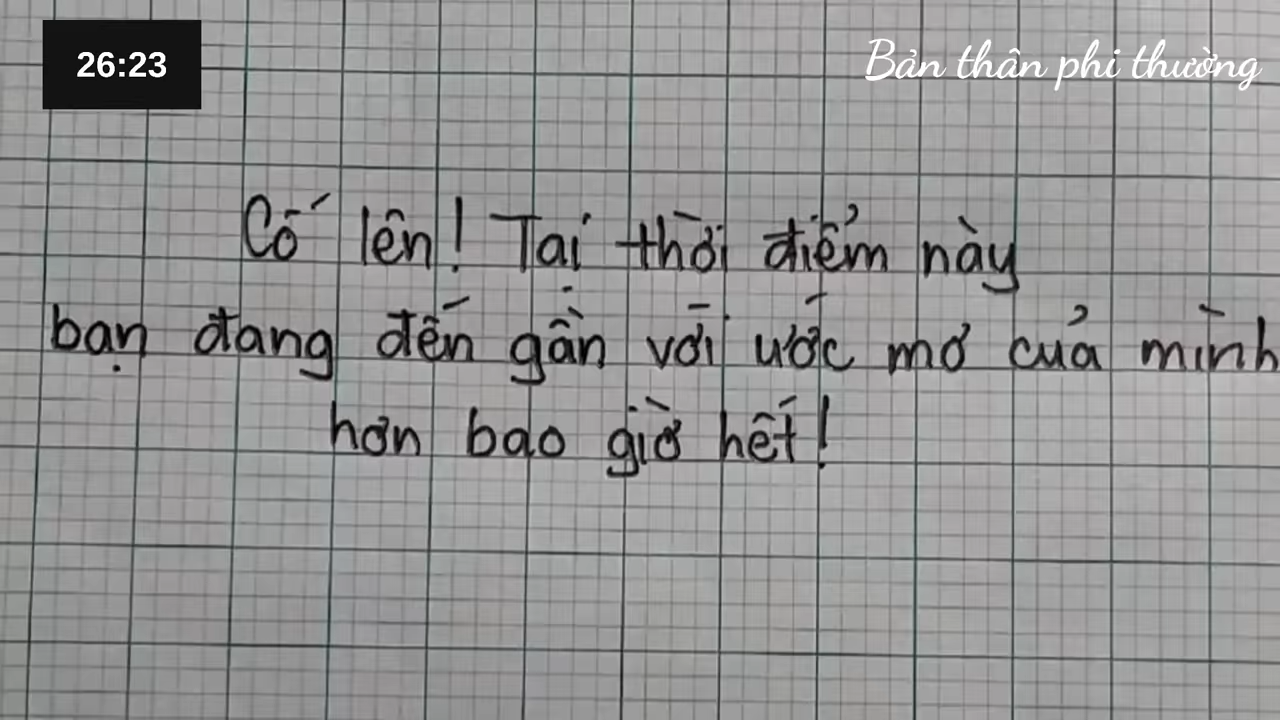 26:23
Bản thân phi thường
Cố lên! Tại thời điểm này
bạn đang đến gần với ước mơ của mình
hơn bao giờ hết!